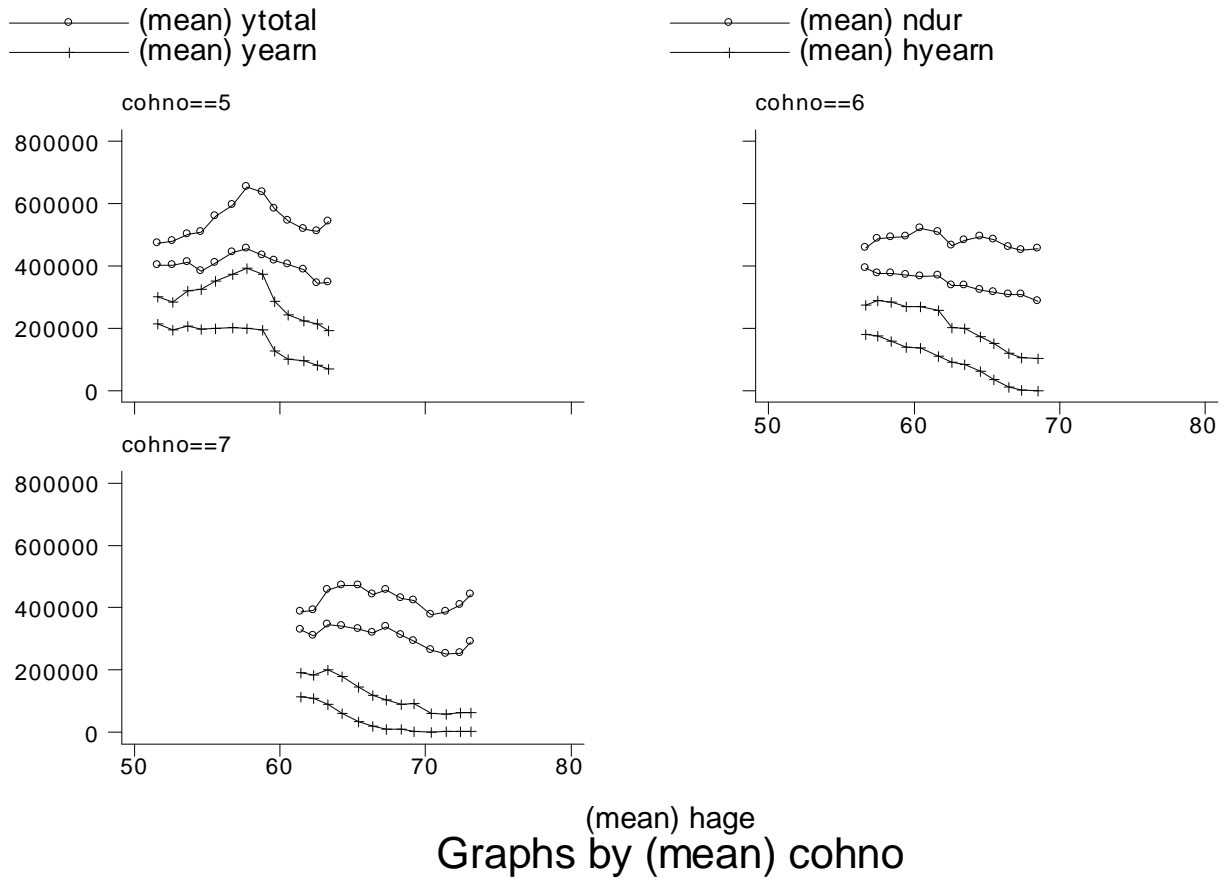 (mean) ytotal
(mean) ndur
(mean) yearn
(mean) hyearn
cohno==5
cohno==6
800000
600000
400000
200000
0
50 60 70 80
cohno==7
800000
600000
400000
200000
0
50 60 70 80
(mean) hage
Graphs by (mean) cohno